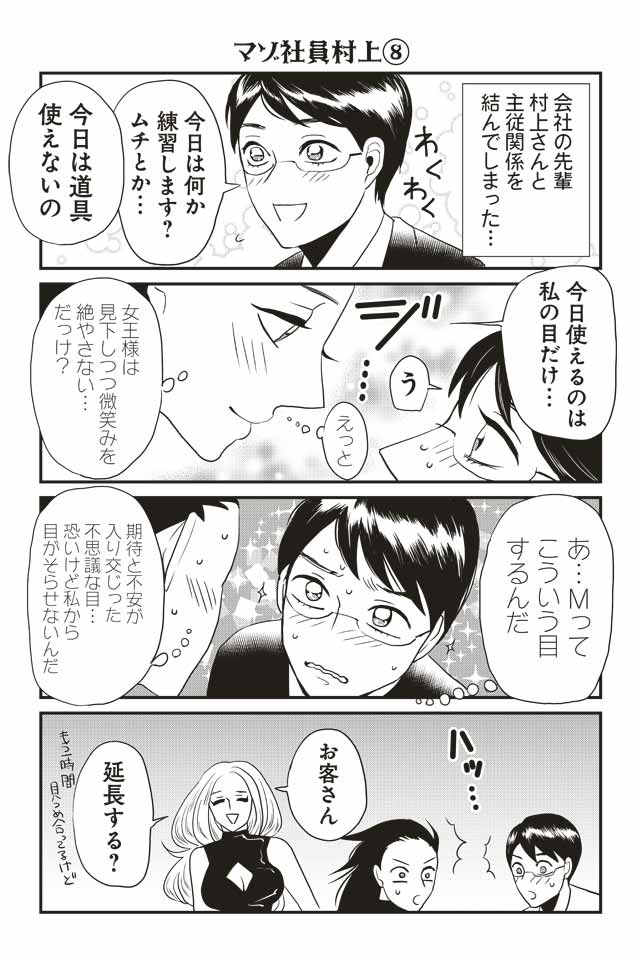 マゾ社員村上⑧
会社の先輩
村上さんと
主従関係を
結んでしまった…
わくわく
わくわく
今日は何か
練習します?
ムチとか…
今日は道具
使えないの
今日使えるのは
私の目だけ…
う
えっと
女王様は
見下しつつ微笑みを
絶やさない…
だっけ?
あ…Mって
こういう目
するんだ
期待と不安が
入り交じった
不思議な目…
恐いけど私から
目がそらせないんだ
ハッ…
お客さん
延長する?
もう一時間
見つめ合ってるけど